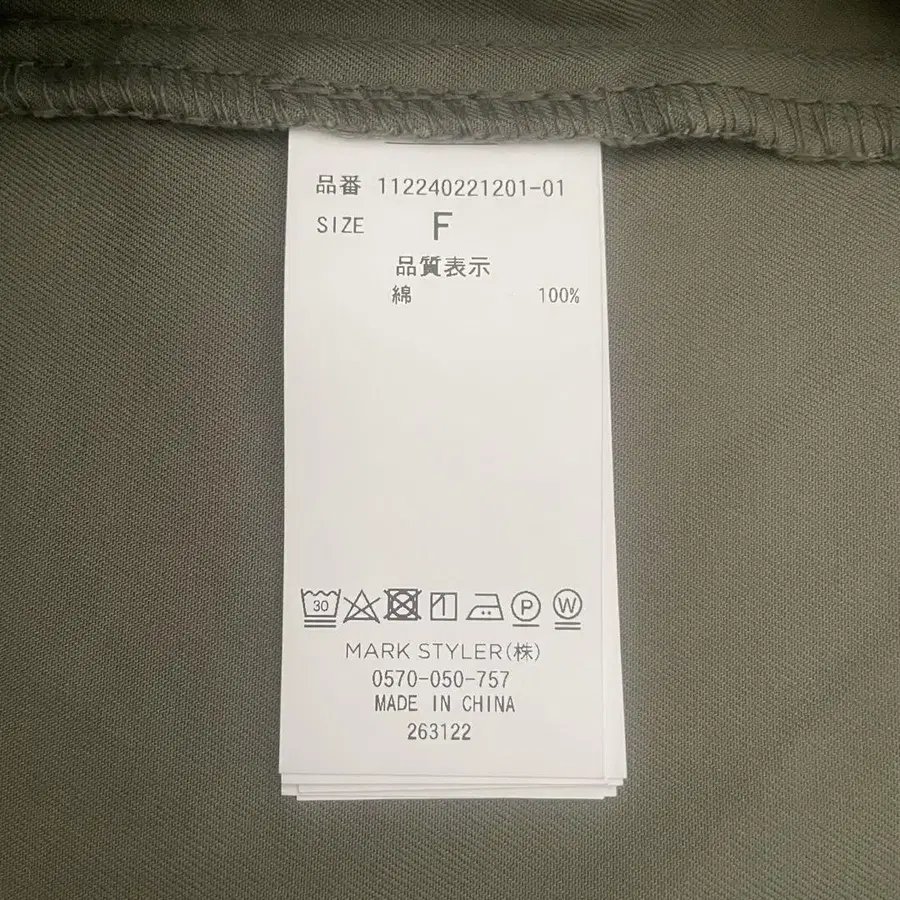 品番 112240221201-01
SIZE F
品質表示
綿 100%
30 P W
MARK STYLER(株)
0570-050-757
MADE IN CHINA
263122